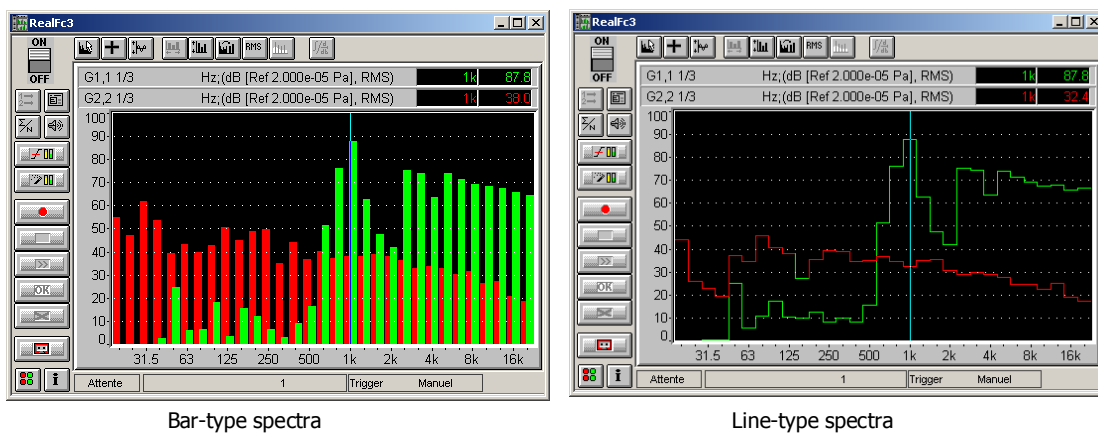 RealFc3
ON
OFF
RMS
G1,1 1/3 Hz;(dB [Ref 2.000e-05 Pa], RMS) 1k 87.8
G2,2 1/3 Hz;(dB [Ref 2.000e-05 Pa], RMS) 1k 38.0
100
90
80
70
60
50
40
30
20
10
0
31.5 63 125 250 500 1k 2k 4k 8k 16k
OK
Attente 1 Trigger Manuel
Bar-type spectra
RealFc3
ON
OFF
RMS
G1,1 1/3 Hz;(dB [Ref 2.000e-05 Pa], RMS) 1k 87.8
G2,2 1/3 Hz;(dB [Ref 2.000e-05 Pa], RMS) 1k 32.4
100
90
80
70
60
50
40
30
20
10
0
31.5 63 125 250 500 1k 2k 4k 8k 16k
OK
Attente 1 Trigger Manuel
Line-type spectra